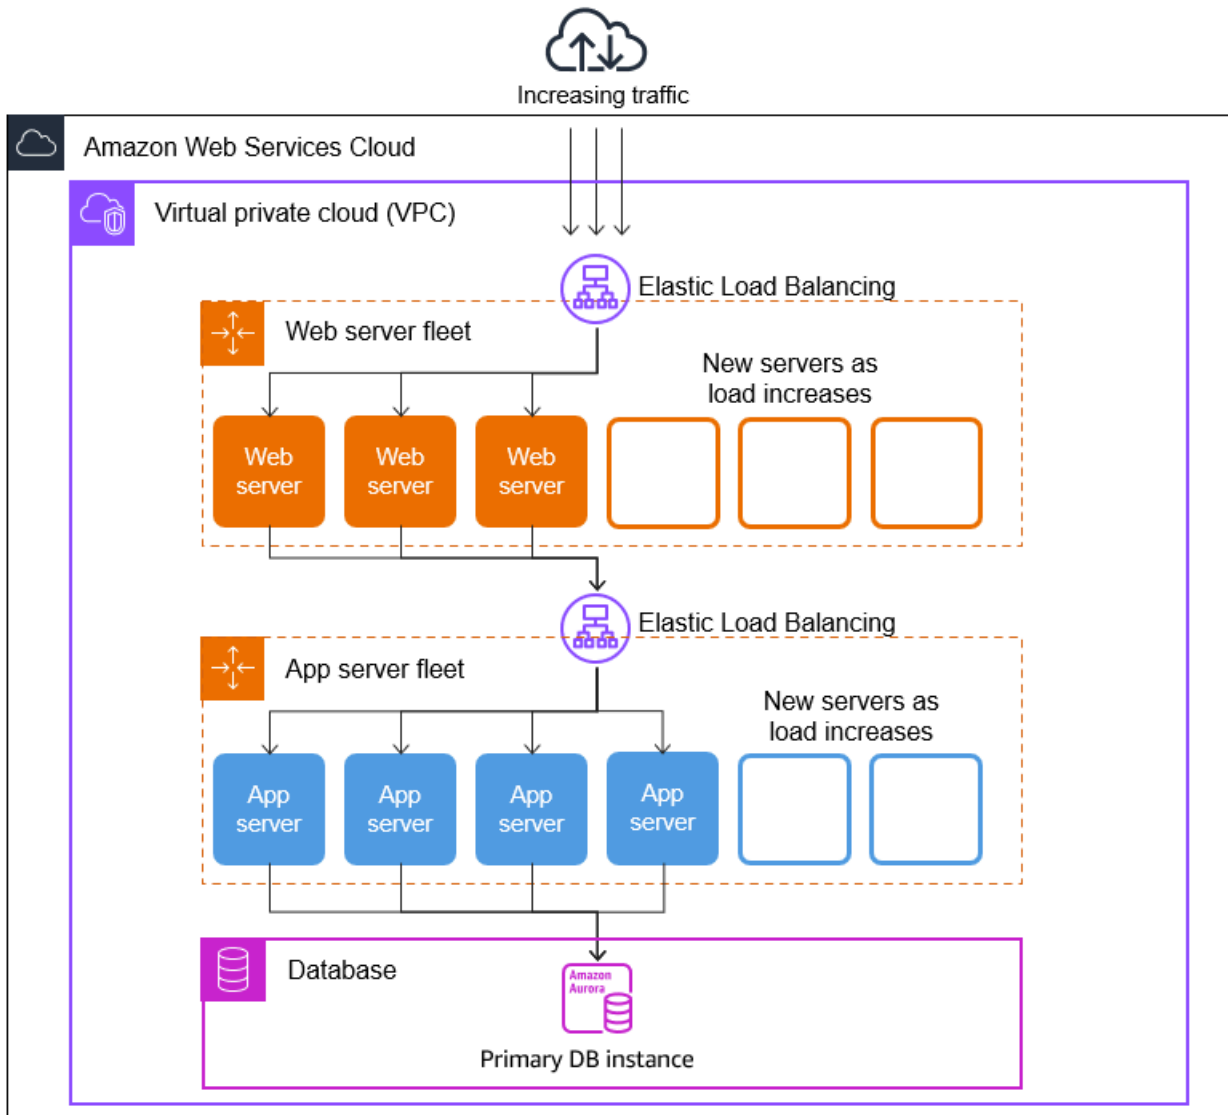 Increasing traffic
Amazon Web Services Cloud
Virtual private cloud (VPC)
Elastic Load Balancing
Web server fleet
New servers as
load increases
Web
server
Web
server
Web
server
Elastic Load Balancing
App server fleet
New servers as
load increases
App
server
App
server
App
server
App
server
Database
Amazon
Aurora
Primary DB instance